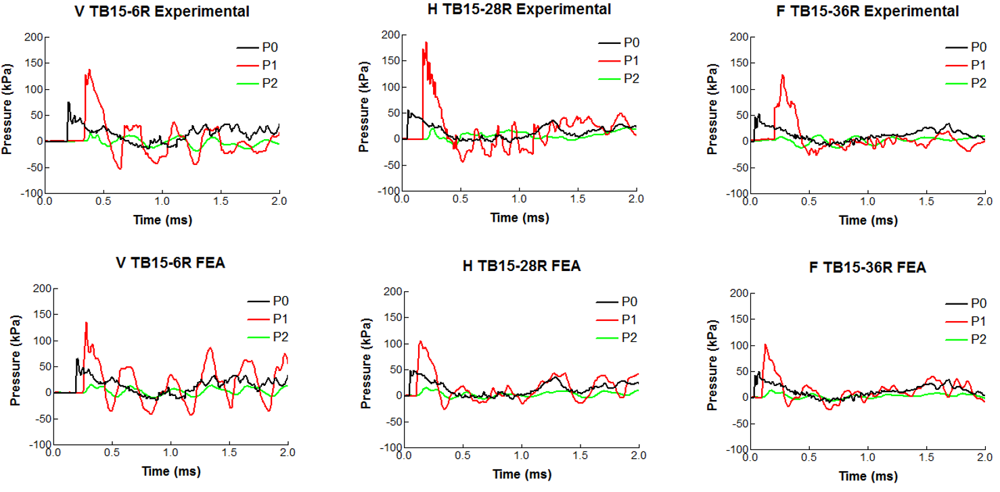 V TB15-6R Experimental
H TB15-28R Experimental
F TB15-36R Experimental
Pressure (kPa)
200
150
100
50
0
-50
-100
0.0 0.5 1.0 1.5 2.0
Time (ms)
P0
P1
P2
Pressure (kPa)
200
150
100
50
0
-50
-100
0.0 0.5 1.0 1.5 2.0
Time (ms)
P0
P1
P2
Pressure (kPa)
200
150
100
50
0
-50
-100
0.0 0.5 1.0 1.5 2.0
Time (ms)
P0
P1
P2
V TB15-6R FEA
H TB15-28R FEA
F TB15-36R FEA
Pressure (kPa)
200
150
100
50
0
-50
-100
0.0 0.5 1.0 1.5 2.0
Time (ms)
P0
P1
P2
Pressure (kPa)
200
150
100
50
0
-50
-100
0.0 0.5 1.0 1.5 2.0
Time (ms)
P0
P1
P2
Pressure (kPa)
200
150
100
50
0
-50
-100
0.0 0.5 1.0 1.5 2.0
Time (ms)
P0
P1
P2